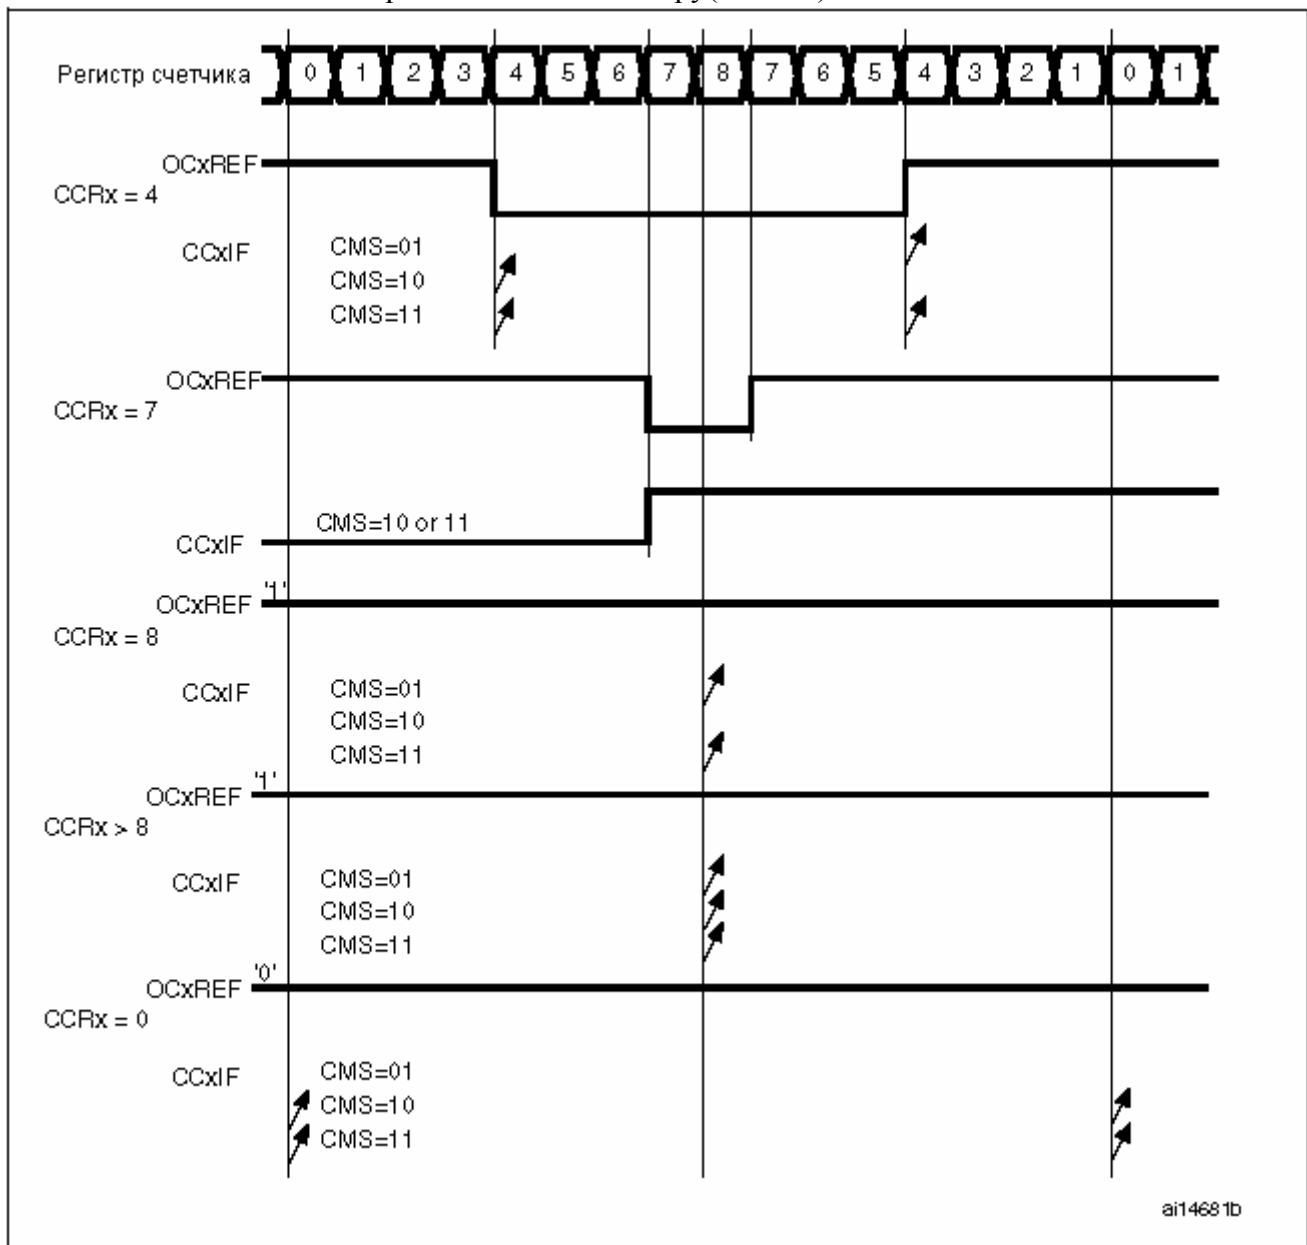 Регистр счетчика 0 1 2 3 4 5 6 7 8 7 6 5 4 3 2 1 0 1
OCxREF
CCRx = 4
CCxIF
CMS=01
CMS=10
CMS=11
OCxREF
CCRx = 7
CMS=10 or 11
CCxIF
OCxREF '1'
CCRx = 8
CCxIF
CMS=01
CMS=10
CMS=11
OCxREF '1'
CCRx > 8
CCxIF
CMS=01
CMS=10
CMS=11
OCxREF '0'
CCRx = 0
CCxIF
CMS=01
CMS=10
CMS=11
ai14681b